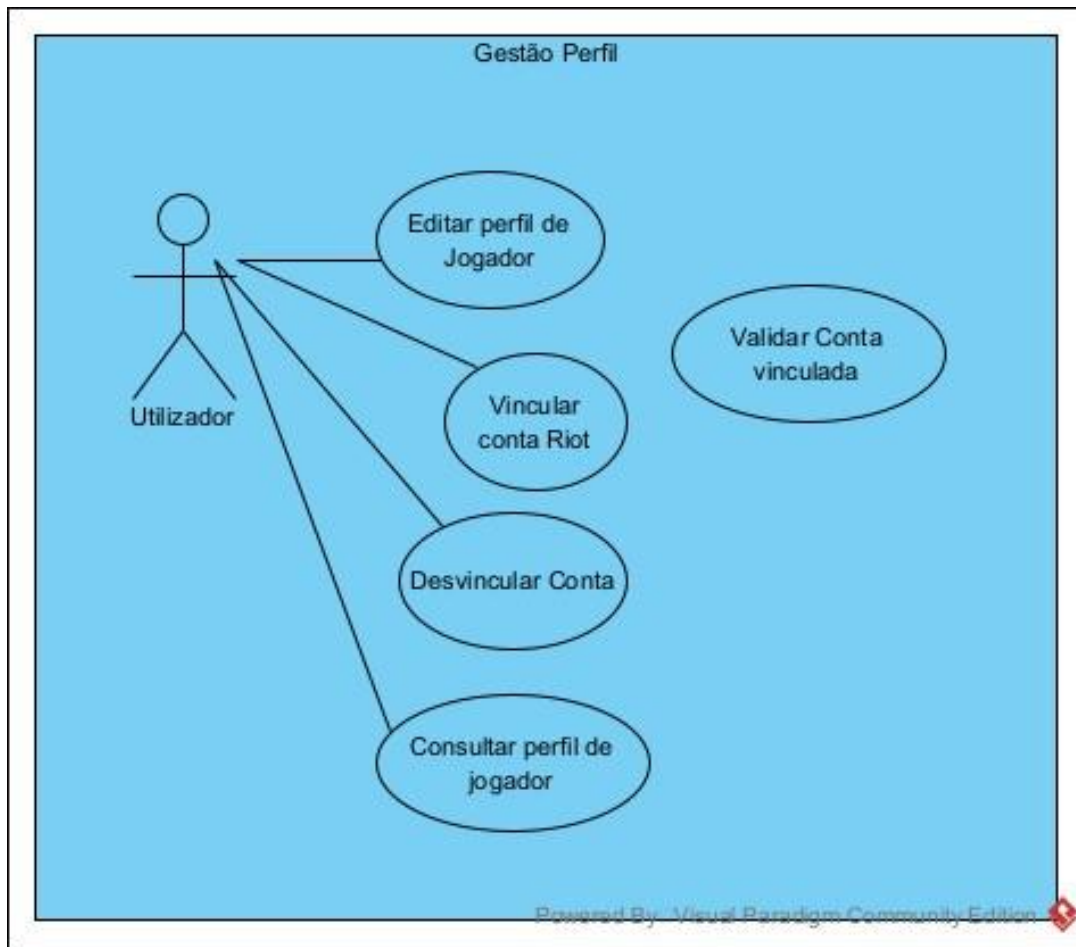 Gestão Perfil
Editar perfil de
Jogador
Validar Conta
vinculada
Utilizador
Vincular
conta Riot
Desvincular Conta
Consultar perfil de
jogador
Powered By Visual Paradigm Community Edition